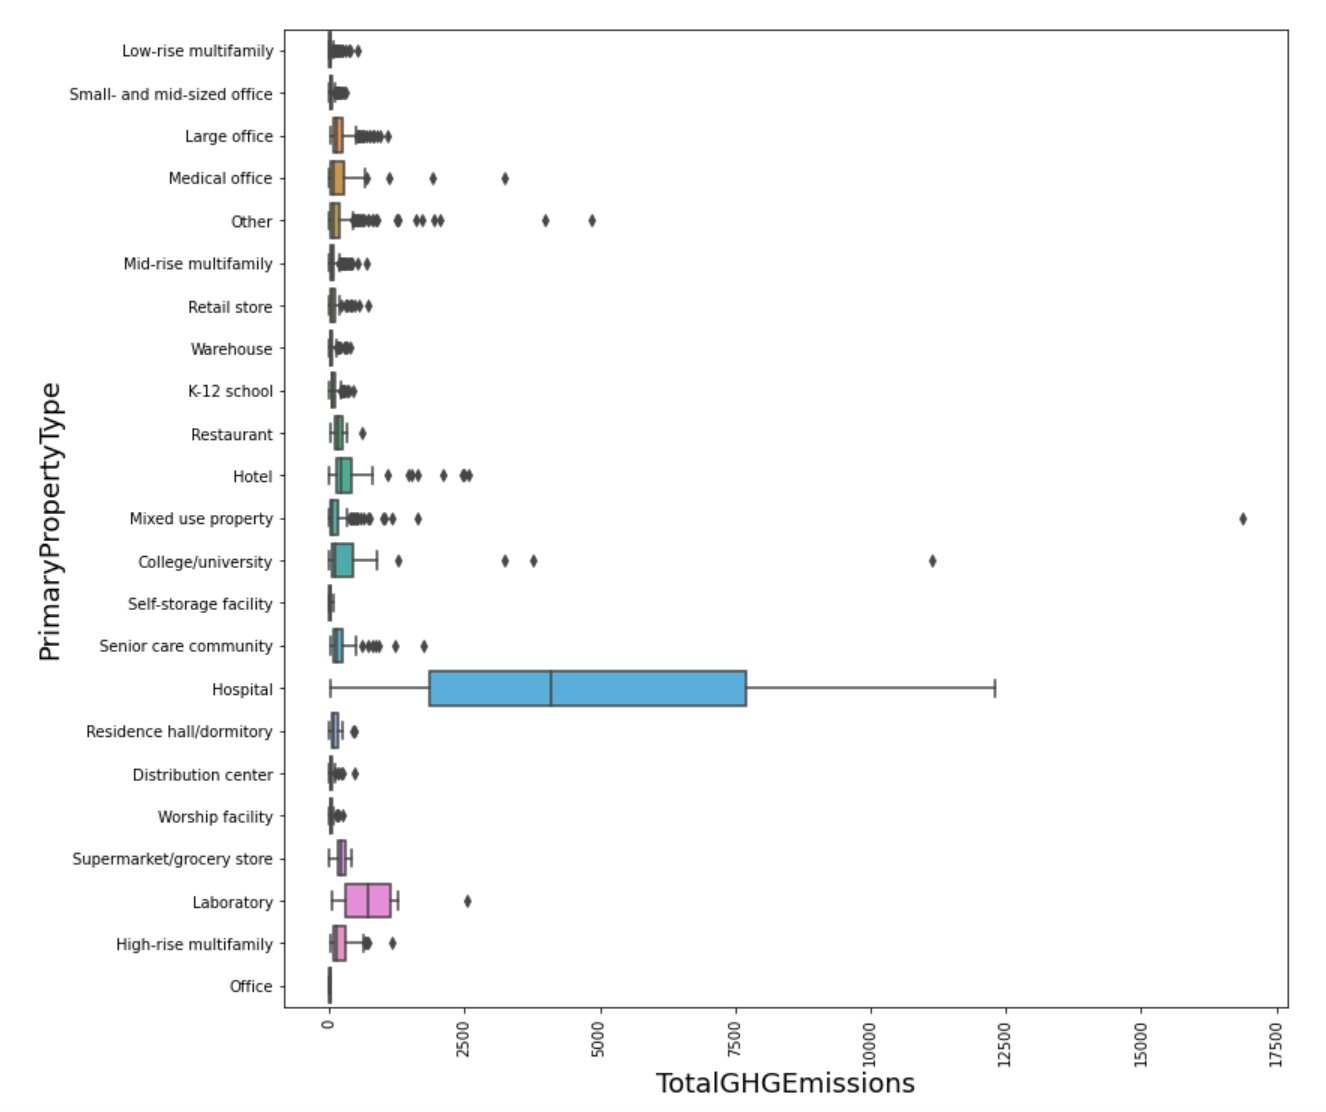 Low-rise multifamily
Small- and mid-sized office
Large office
Medical office
Other
Mid-rise multifamily
Retail store
Warehouse
K-12 school
Restaurant
Hotel
Mixed use property
College/university
Self-storage facility
Senior care community
Hospital
Residence hall/dormitory
Distribution center
Worship facility
Supermarket/grocery store
Laboratory
High-rise multifamily
Office
PrimaryPropertyType
0
2500
5000
7500
10000
12500
15000
17500
TotalGHGEmissions